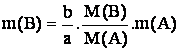 m(B) = b/a . M(B)/M(A) .m(A)